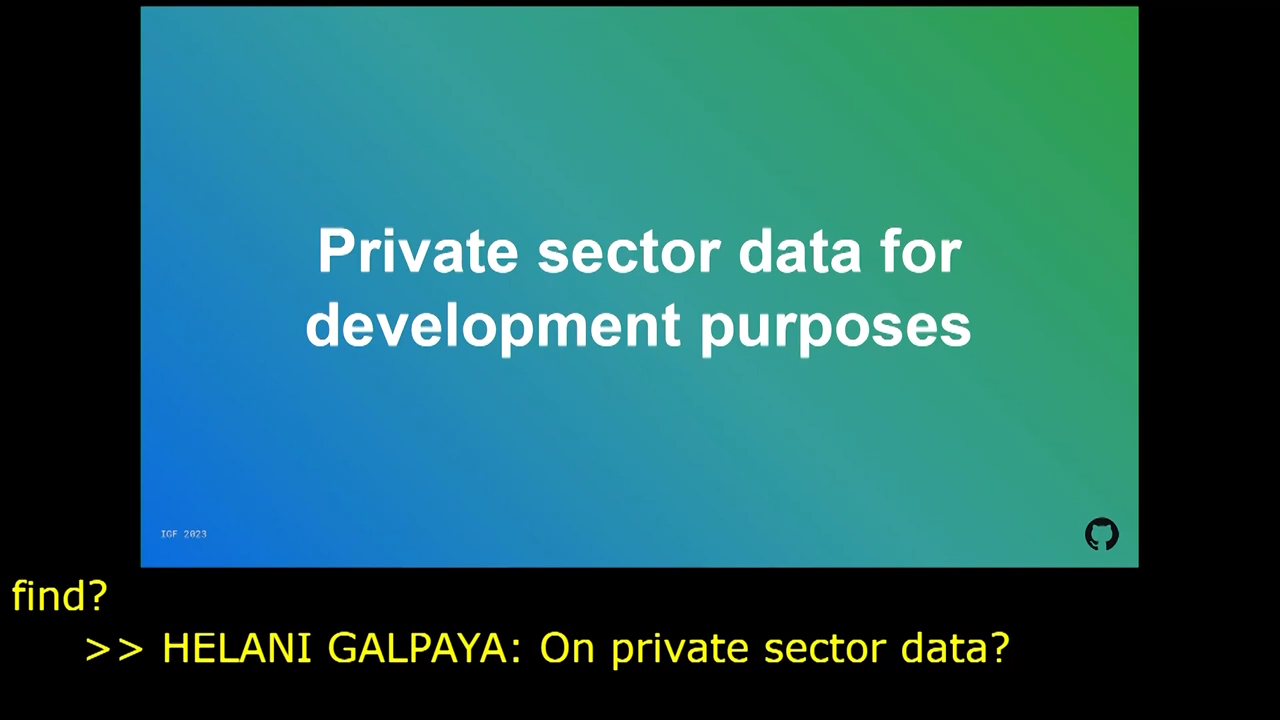 Private sector data for
development purposes
IGF 2023
find?
>> HELANI GALPAYA: On private sector data?